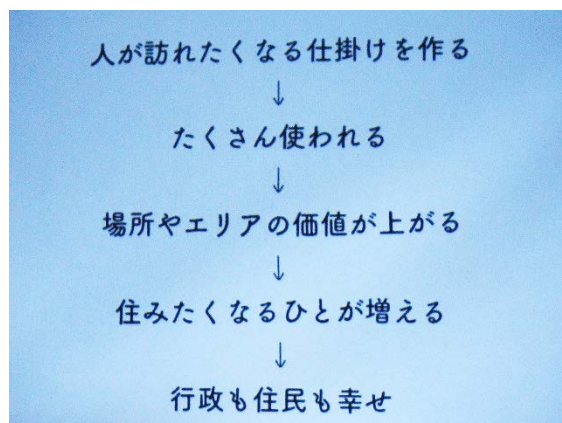 人が訪れたくなる仕掛けを作る
↓
たくさん使われる
↓
場所やエリアの価値が上がる
↓
住みたくなるひとが増える
↓
行政も住民も幸せ